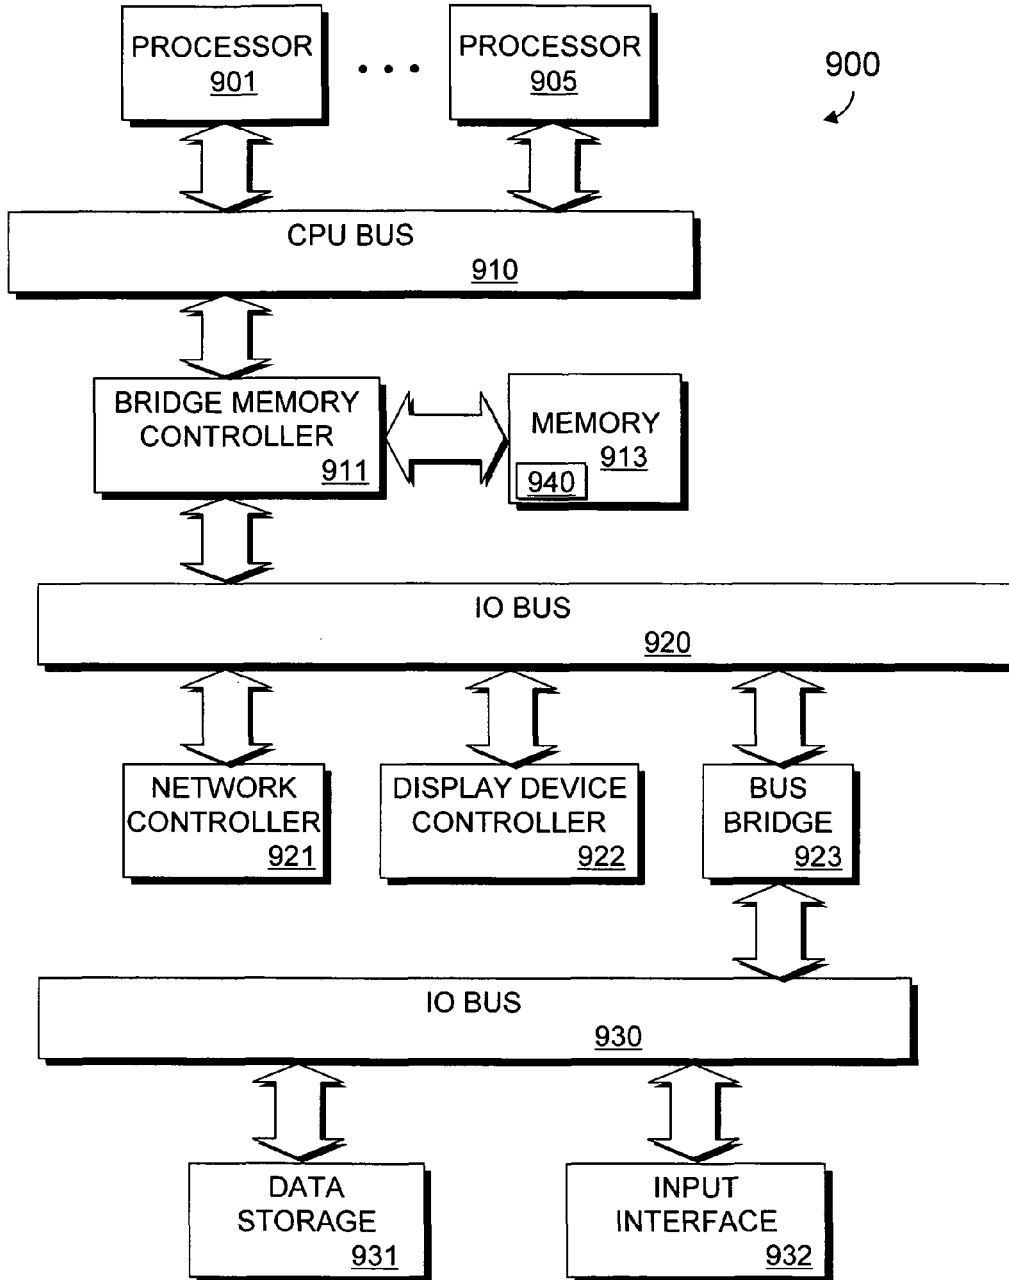 PROCESSOR
901
PROCESSOR
905
900
CPU BUS
910
BRIDGE MEMORY
CONTROLLER
911
MEMORY
913
940
IO BUS
920
NETWORK
CONTROLLER
921
DISPLAY DEVICE
CONTROLLER
922
BUS
BRIDGE
923
IO BUS
930
DATA
STORAGE
931
INPUT
INTERFACE
932